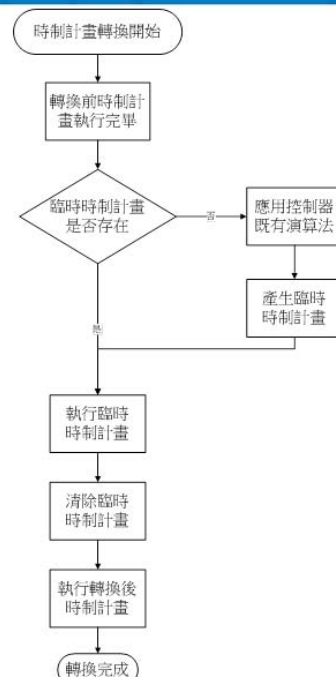 時制計畫轉換開始
轉換前時制計
畫執行完畢
臨時時制計畫
是否存在
否
應用控制器
既有演算法
產生臨時
時制計畫
是
執行臨時
時制計畫
清除臨時
時制計畫
執行轉換後
時制計畫
轉換完成